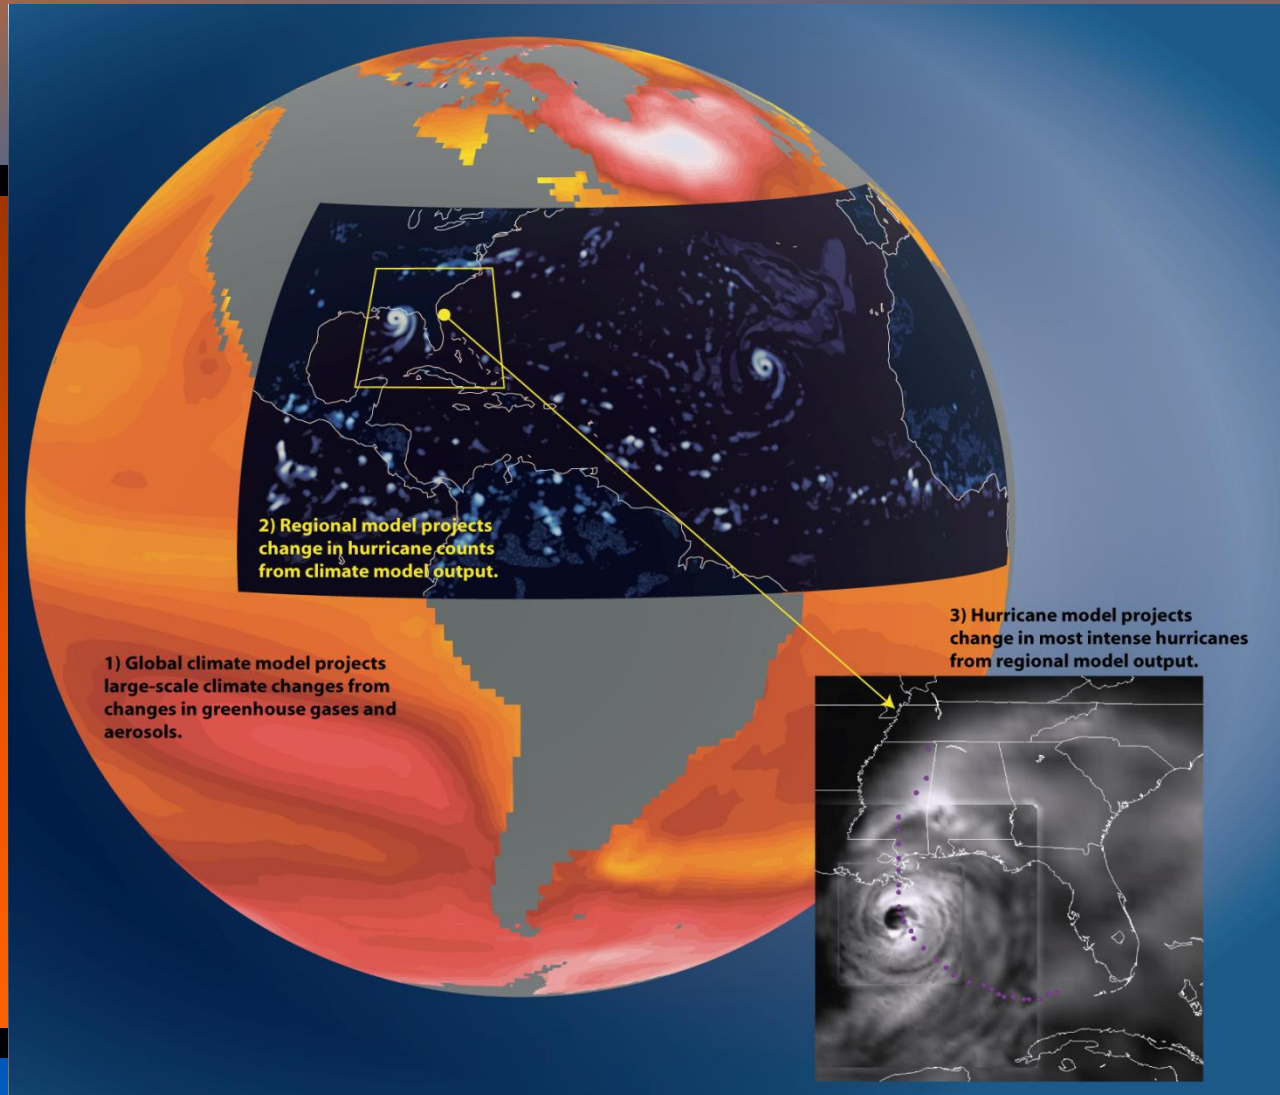 2) Regional model projects
change in hurricane counts
from climate model output.
1) Global climate model projects
large-scale climate changes from
changes in greenhouse gases and
aerosols.
3) Hurricane model projects
change in most intense hurricanes
from regional model output.